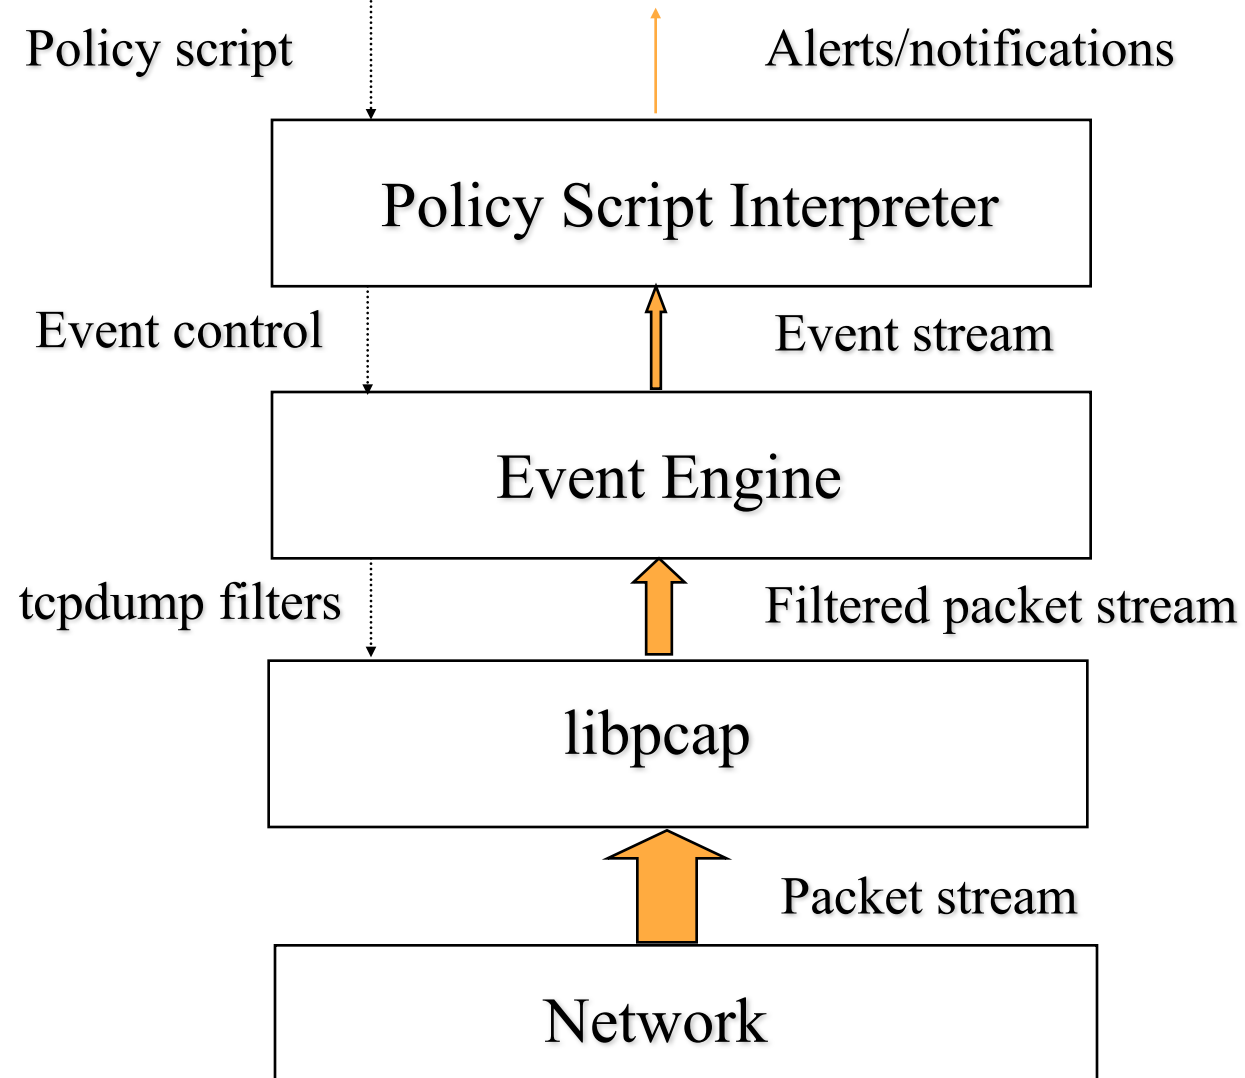 Policy script
Alerts/notifications
Policy Script Interpreter
Event control
Event stream
Event Engine
tcpdump filters
Filtered packet stream
libpcap
Packet stream
Network